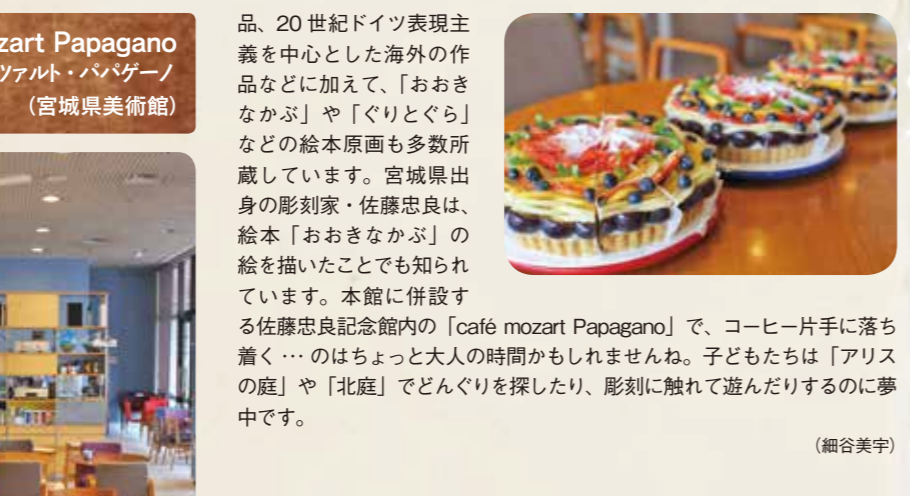 zart Papagano
ツァルト・パパゲーノ
(宮城県美術館)
品、20 世紀ドイツ表現主
義を中心とした海外の作
品などに加えて、「おおき
なかぶ」や「ぐりとぐら」
などの絵本原画も多数所
蔵しています。宮城県出
身の彫刻家・佐藤忠良は、
絵本「おおきなかぶ」の
絵を描いたことでも知られ
ています。本館に併設す
る佐藤忠良記念館内の「café mozart Papagano」で、コーヒー片手に落ち
着く … のはちょっと大人の時間かもしれませんね。子どもたちは「アリス
の庭」や「北庭」でどんぐりを探したり、彫刻に触れて遊んだりするのに夢
中です。
(細谷美宇)